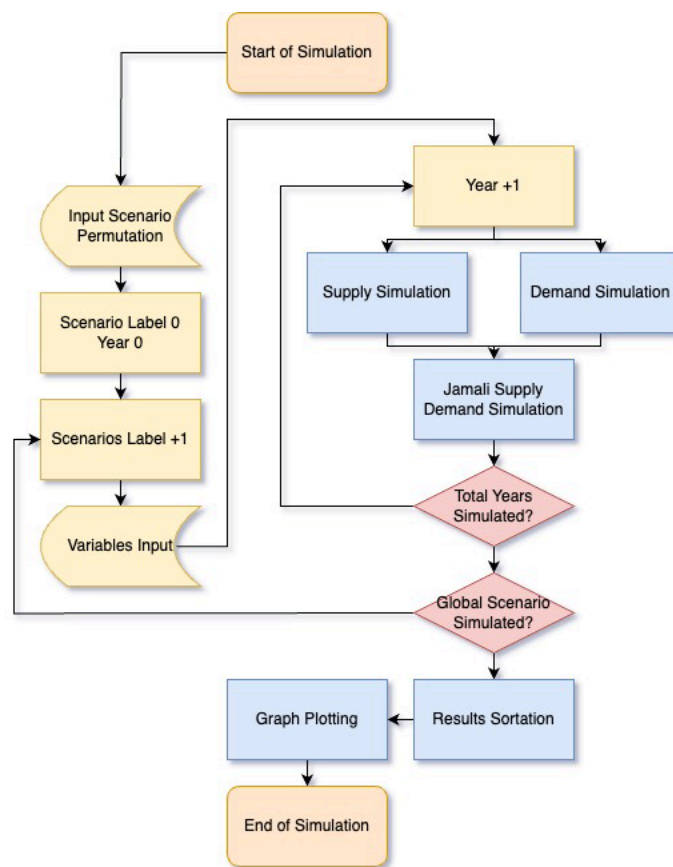 Start of Simulation
Input Scenario
Permutation
Scenario Label 0
Year 0
Scenarios Label +1
Variables Input
Year +1
Supply Simulation
Demand Simulation
Jamali Supply
Demand Simulation
Total Years
Simulated?
Global Scenario
Simulated?
Results Sortation
Graph Plotting
End of Simulation